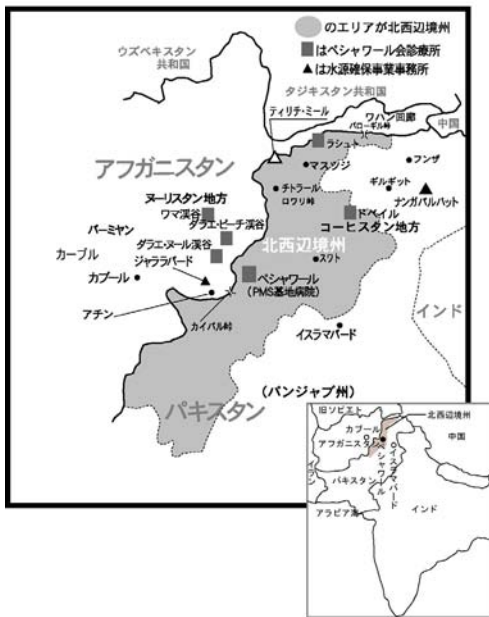 のエリアが北西辺境州
はペシャワール会診療所
は水源確保事業事務所
ウズベキスタン
共和国
タジキスタン共和国
ティリチ・ミール
ワハン回廊
バローギル峠
中国
ラシュト
マスツジ
フンザ
アフガニスタン
チトラール
ロワリ峠
ギルギット
ナンガパルバット
ヌーリスタン地方
ワマ渓谷
ドベイル
コーヒスタン地方
ダラエ・ピーチ渓谷
バーミヤン
ダラエ・ヌール渓谷
北西辺境州
カーブル
ジャララバード
スワト
カブール
ペシャワール
(PMS基地病院)
インド
アチン
カイバル峠
イスラマバード
(パンジャブ州)
パキスタン
旧ソビエト
北西辺境州
カブール
中国
アフガニスタン
ペシャワール
イスラマバード
イラン
パキスタン
アラビア海
インド